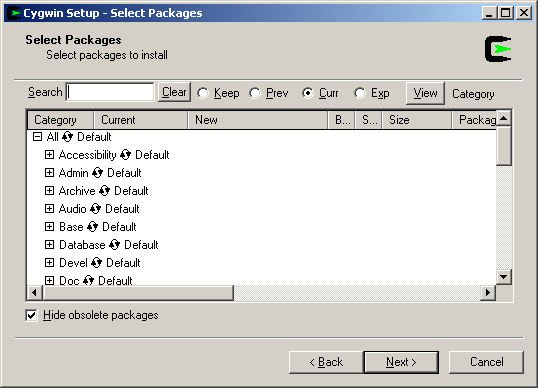 Cygwin Setup - Select Packages
Select Packages
Select packages to install
Search Clear Keep Prev Curr Exp View Category
Category Current New B... S... Size Packag
All Default
Accessibility Default
Admin Default
Archive Default
Audio Default
Base Default
Database Default
Devel Default
Doc Default
Hide obsolete packages
< Back Next > Cancel